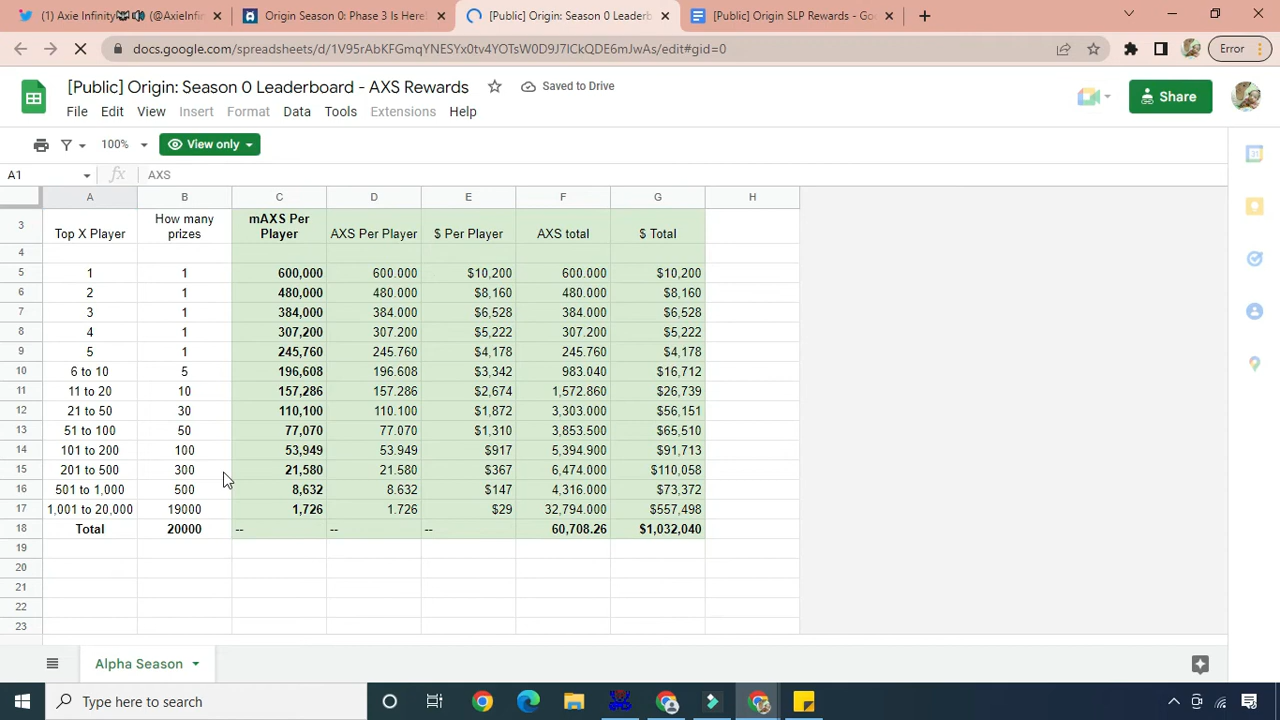 (1) Axie Infinity (@AxieInfin
Origin Season 0: Phase 3 Is Here!
[Public] Origin: Season 0 Leaderb
[Public] Origin SLP Rewards - Goo
docs.google.com/spreadsheets/d/1V95rAbKFGmqYNESYx0tv4YOTsW0D9J7ICkQDE6mJwAs/edit#gid=0
Error
[Public] Origin: Season 0 Leaderboard - AXS Rewards
Saved to Drive
File Edit View Insert Format Data Tools Extensions Help
Share
100%
View only
A1 fx AXS
A B C D E F G H
3 Top X Player How many prizes mAXS Per Player AXS Per Player $ Per Player AXS total $ Total
4
5 1 1 600,000 600.000 $10,200 600.000 $10,200
6 2 1 480,000 480.000 $8,160 480.000 $8,160
7 3 1 384,000 384.000 $6,528 384.000 $6,528
8 4 1 307,200 307.200 $5,222 307.200 $5,222
9 5 1 245,760 245.760 $4,178 245.760 $4,178
10 6 to 10 5 196,608 196.608 $3,342 983.040 $16,712
11 11 to 20 10 157,286 157.286 $2,674 1,572.860 $26,739
12 21 to 50 30 110,100 110.100 $1,872 3,303.000 $56,151
13 51 to 100 50 77,070 77.070 $1,310 3,853.500 $65,510
14 101 to 200 100 53,949 53.949 $917 5,394.900 $91,713
15 201 to 500 300 21,580 21.580 $367 6,474.000 $110,058
16 501 to 1,000 500 8,632 8.632 $147 4,316.000 $73,372
17 1,001 to 20,000 19000 1,726 1.726 $29 32,794.000 $557,498
18 Total 20000 -- -- -- 60,708.26 $1,032,040
19
20
21
22
23
Alpha Season
Type here to search